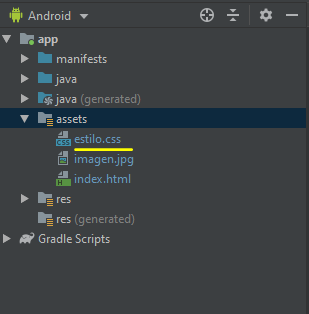 Android
app
manifests
java
java (generated)
assets
CSS estilo.css
imagen.jpg
H index.html
res
res (generated)
Gradle Scripts